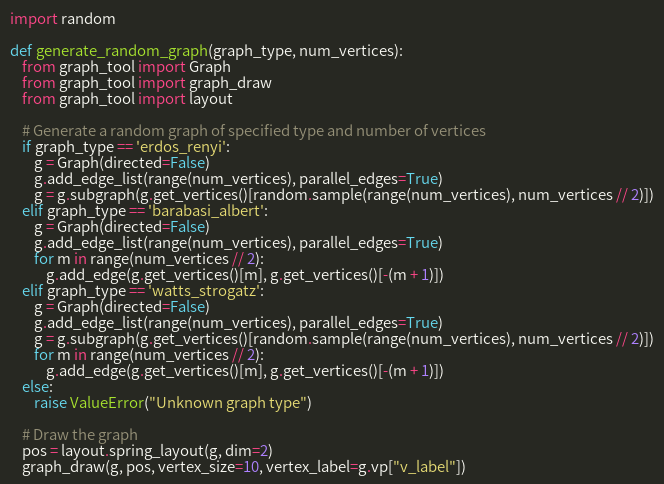 import random
def generate_random_graph(graph_type, num_vertices):
from graph_tool import Graph
from graph_tool import graph_draw
from graph_tool import layout
# Generate a random graph of specified type and number of vertices
if graph_type == 'erdos_renyi':
g = Graph(directed=False)
g.add_edge_list(range(num_vertices), parallel_edges=True)
g = g.subgraph(g.get_vertices()[random.sample(range(num_vertices), num_vertices // 2)])
elif graph_type == 'barabasi_albert':
g = Graph(directed=False)
g.add_edge_list(range(num_vertices), parallel_edges=True)
for m in range(num_vertices // 2):
g.add_edge(g.get_vertices()[m], g.get_vertices()[-(m + 1)])
elif graph_type == 'watts_strogatz':
g = Graph(directed=False)
g.add_edge_list(range(num_vertices), parallel_edges=True)
g = g.subgraph(g.get_vertices()[random.sample(range(num_vertices), num_vertices // 2)])
for m in range(num_vertices // 2):
g.add_edge(g.get_vertices()[m], g.get_vertices()[-(m + 1)])
else:
raise ValueError("Unknown graph type")
# Draw the graph
pos = layout.spring_layout(g, dim=2)
graph_draw(g, pos, vertex_size=10, vertex_label=g.vp["v_label"])